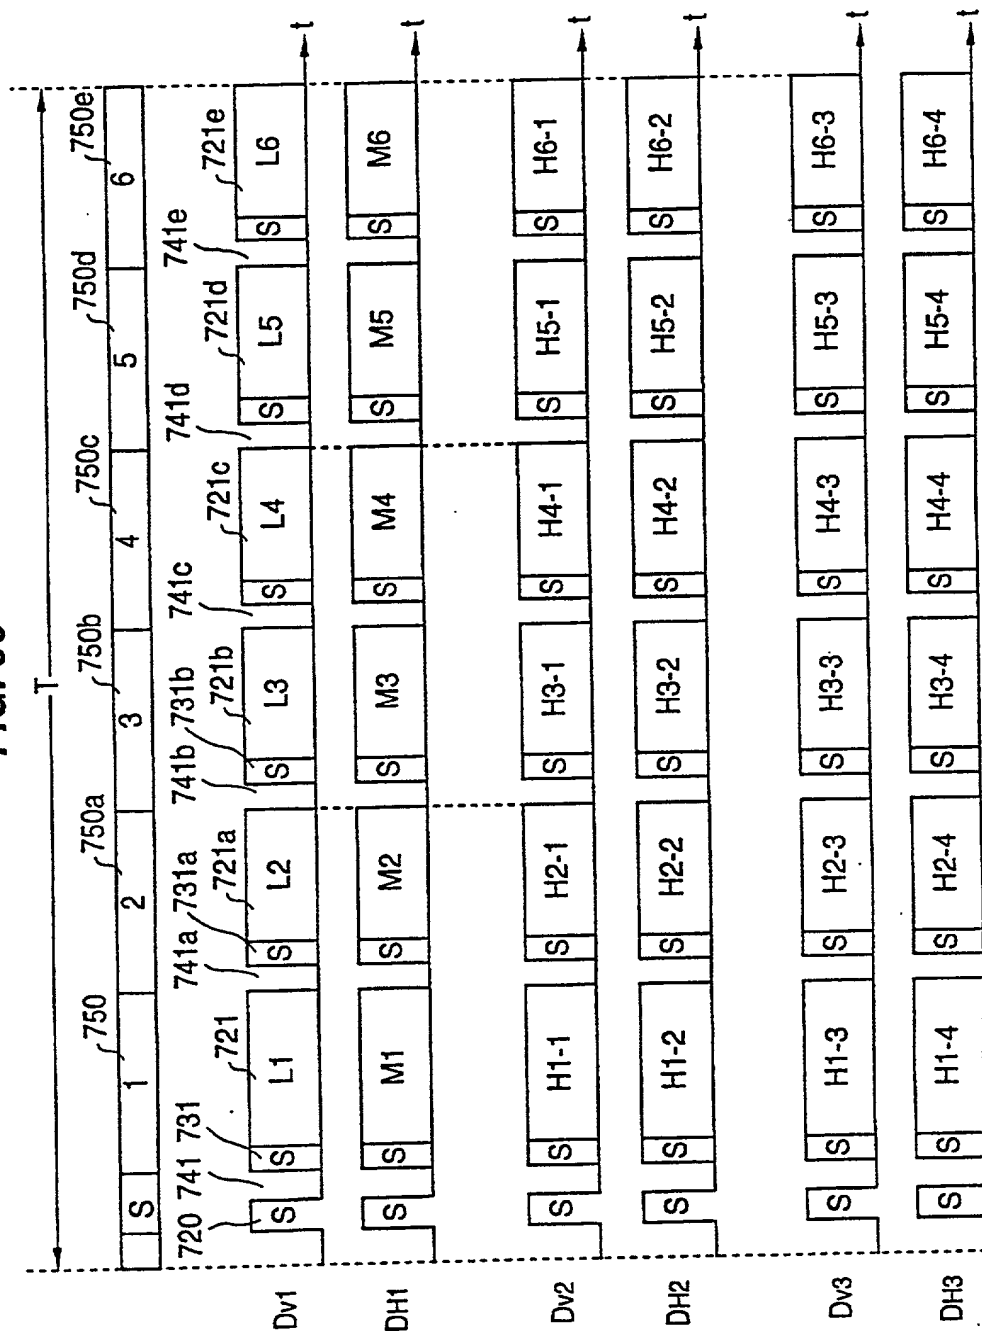 T
750 750a 750b 750c 750d 750e
S 1 2 3 4 5 6
720 741 731 721 741a 731a 721a 741b 731b 721b 741c 721c 741d 721d 741e 721e
Dv1 S S L1 S L2 S L3 S L4 S L5 S L6 t
DH1 S S M1 S M2 S M3 S M4 S M5 S M6 t
Dv2 S S H1-1 S H2-1 S H3-1 S H4-1 S H5-1 S H6-1 t
DH2 S S H1-2 S H2-2 S H3-2 S H4-2 S H5-2 S H6-2 t
Dv3 S S H1-3 S H2-3 S H3-3 S H4-3 S H5-3 S H6-3 t
DH3 S S H1-4 S H2-4 S H3-4 S H4-4 S H5-4 S H6-4 t